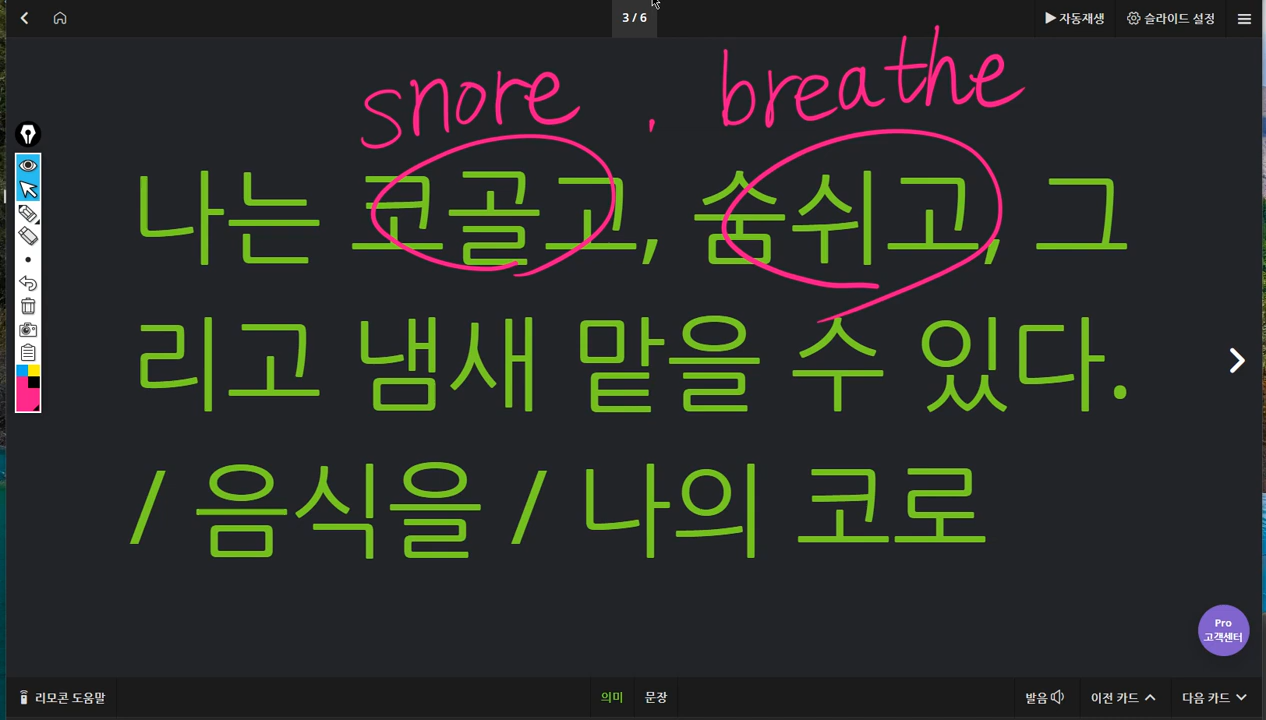 3 / 6
자동재생
슬라이드 설정
snore , breathe
나는 코골고, 숨쉬고, 그
리고 냄새 맡을 수 있다.
/ 음식을 / 나의 코로
Pro
고객센터
리모콘 도움말
의미
문장
발음
이전 카드
다음 카드